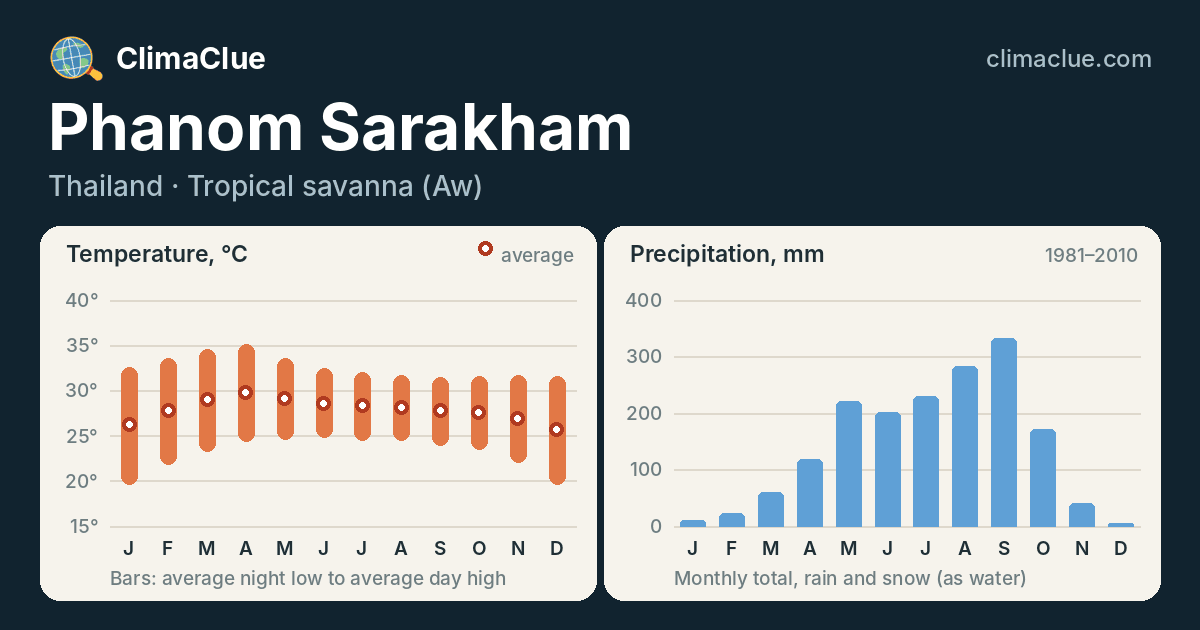 ClimaClue
climaclue.com
Phanom Sarakham
Thailand · Tropical savanna (Aw)
Temperature, °C
average
40°
35°
30°
25°
20°
15°
J F M A M J J A S O N D
Bars: average night low to average day high
Precipitation, mm
1981–2010
400
300
200
100
0
J F M A M J J A S O N D
Monthly total, rain and snow (as water)